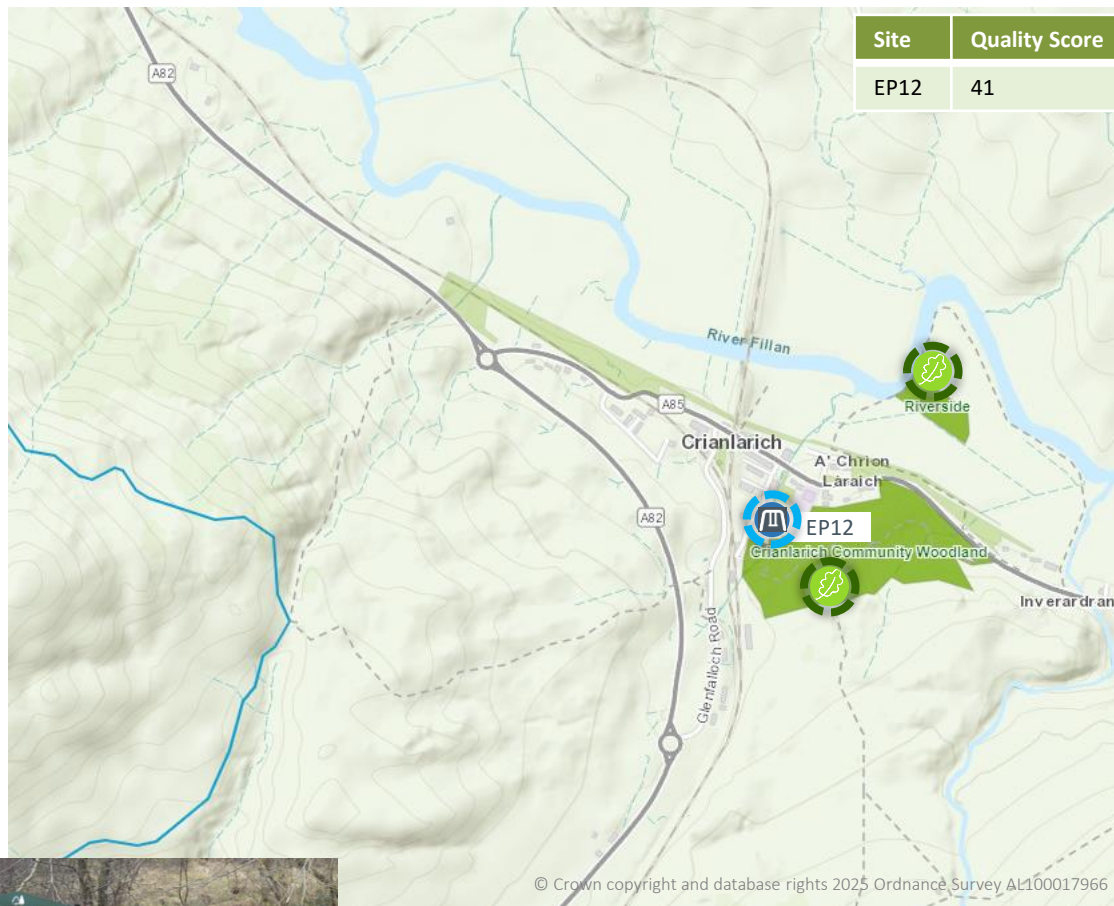 Site Quality Score
EP12 41
A82
River Fillan
Riverside
A85
Crianlarich
A' Chrìon
Làraich
A82
EP12
Crianlarich Community Woodland
Inverardran
Glenfalloch Road
© Crown copyright and database rights 2025 Ordnance Survey AL100017966